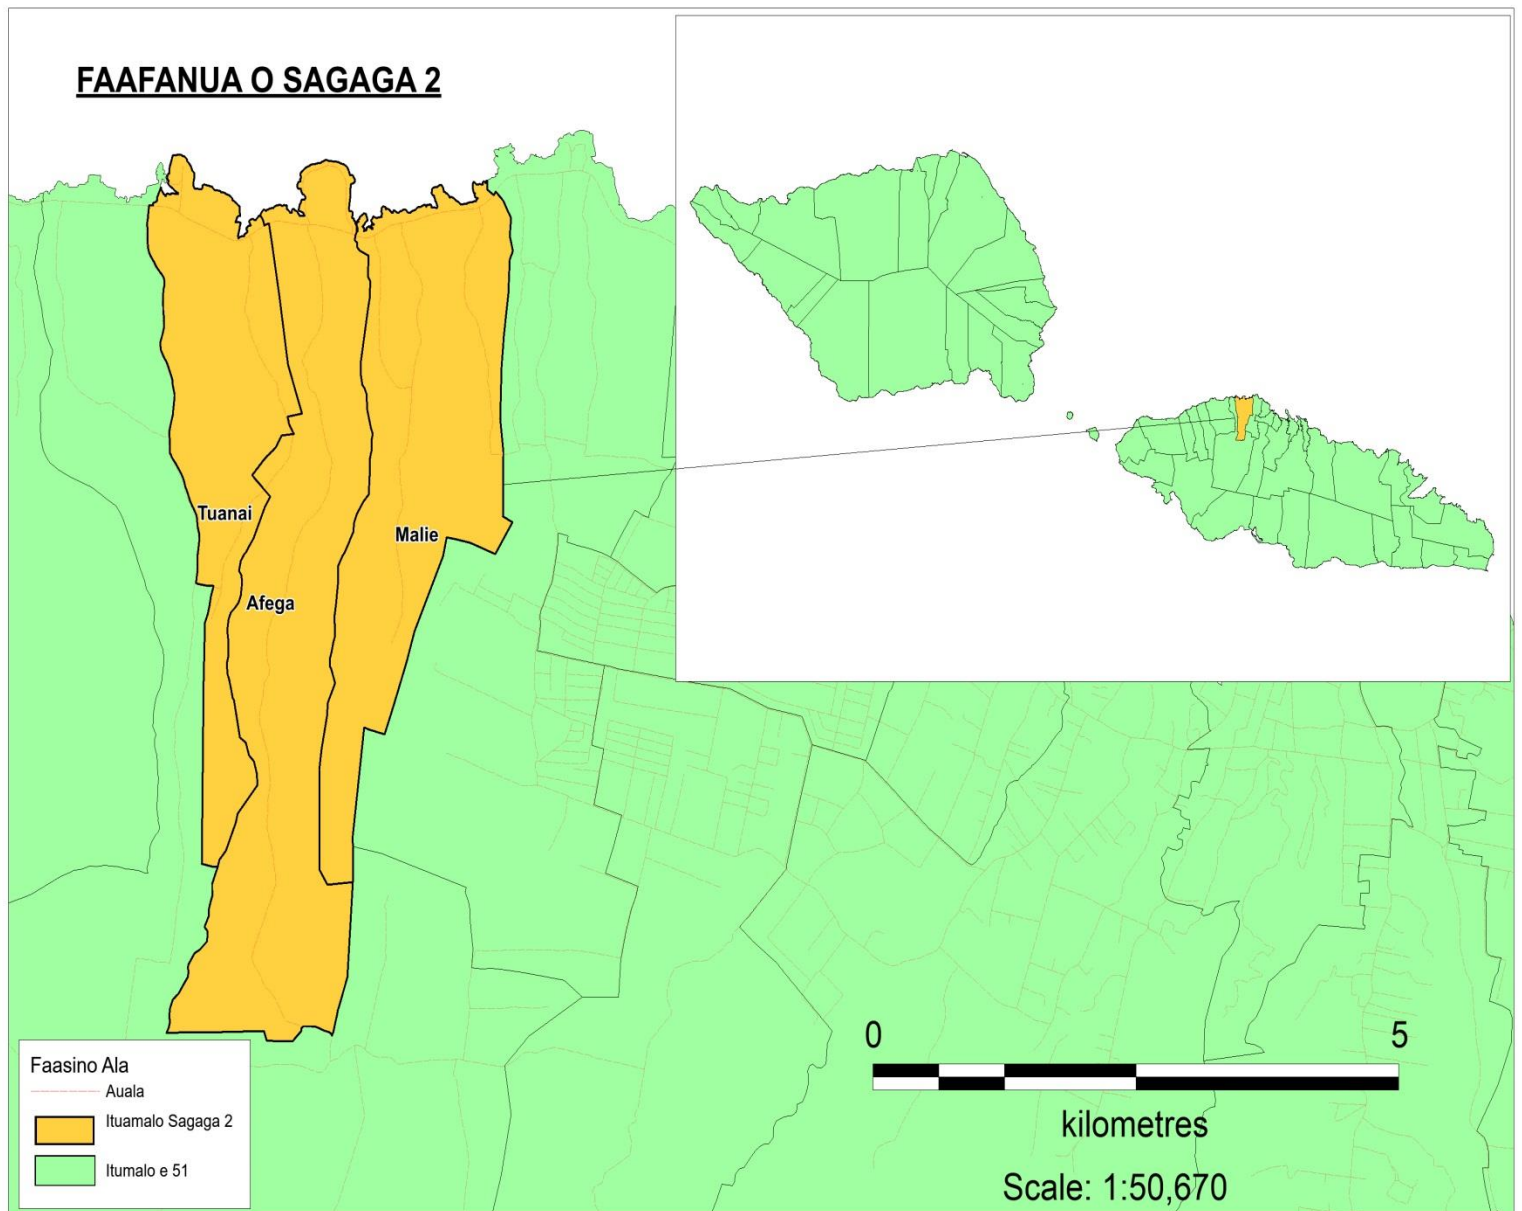 FAAFANUA O SAGAGA 2
Tuanai
Malie
Afega
Faasino Ala
Auala
Ituamalo Sagaga 2
Itumalo e 51
0 5
kilometres
Scale: 1:50,670